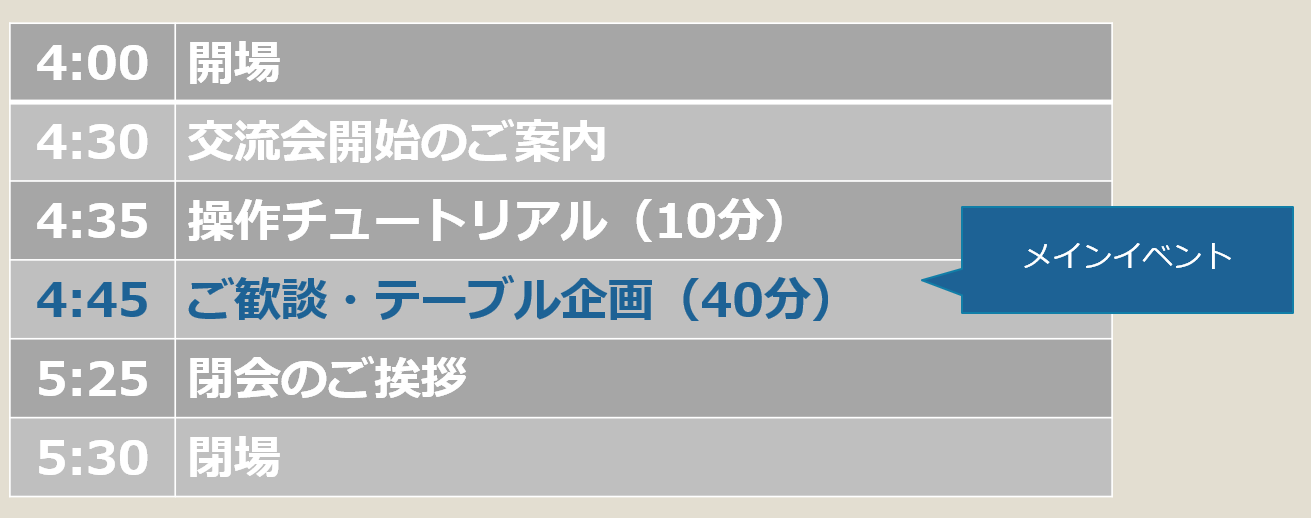 4:00 開場
4:30 交流会開始のご案内
4:35 操作チュートリアル（10分）
4:45 ご歓談・テーブル企画（40分）
メインイベント
5:25 閉会のご挨拶
5:30 閉場